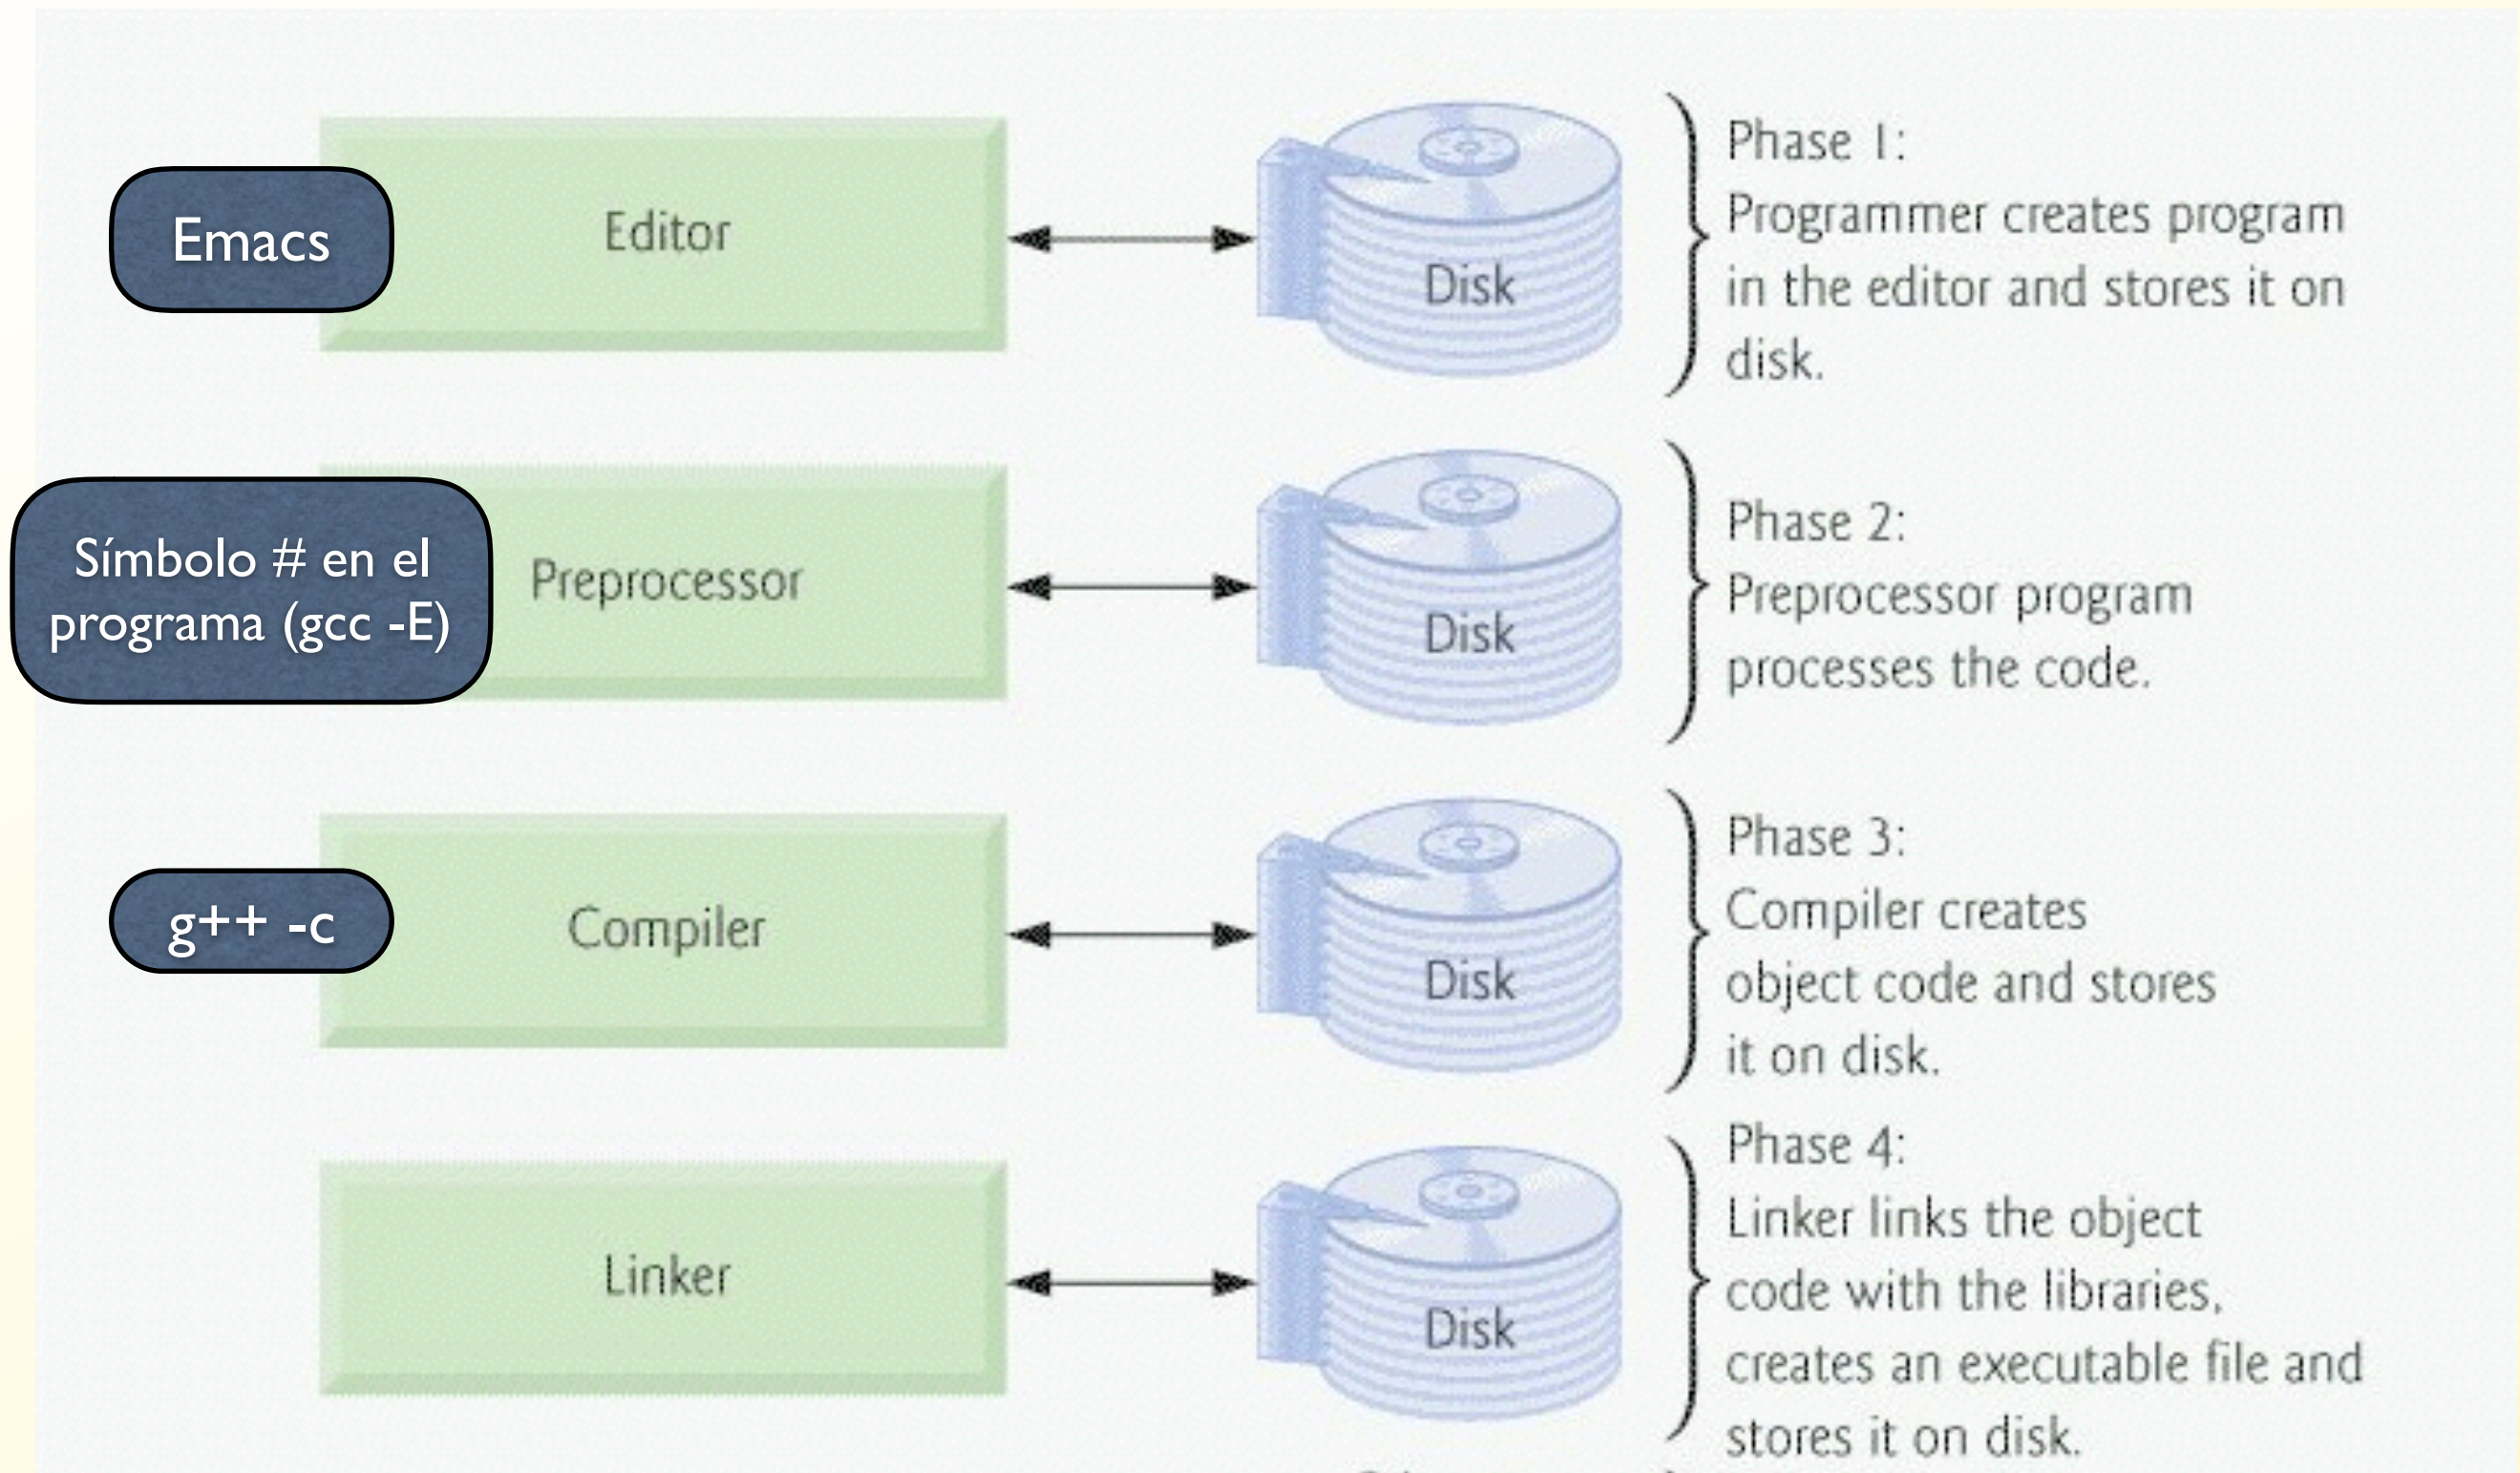 Emacs
Editor
Disk
Phase 1:
Programmer creates program
in the editor and stores it on
disk.
Símbolo # en el
programa (gcc -E)
Preprocessor
Disk
Phase 2:
Preprocessor program
processes the code.
g++ -c
Compiler
Disk
Phase 3:
Compiler creates
object code and stores
it on disk.
Linker
Disk
Phase 4:
Linker links the object
code with the libraries,
creates an executable file and
stores it on disk.